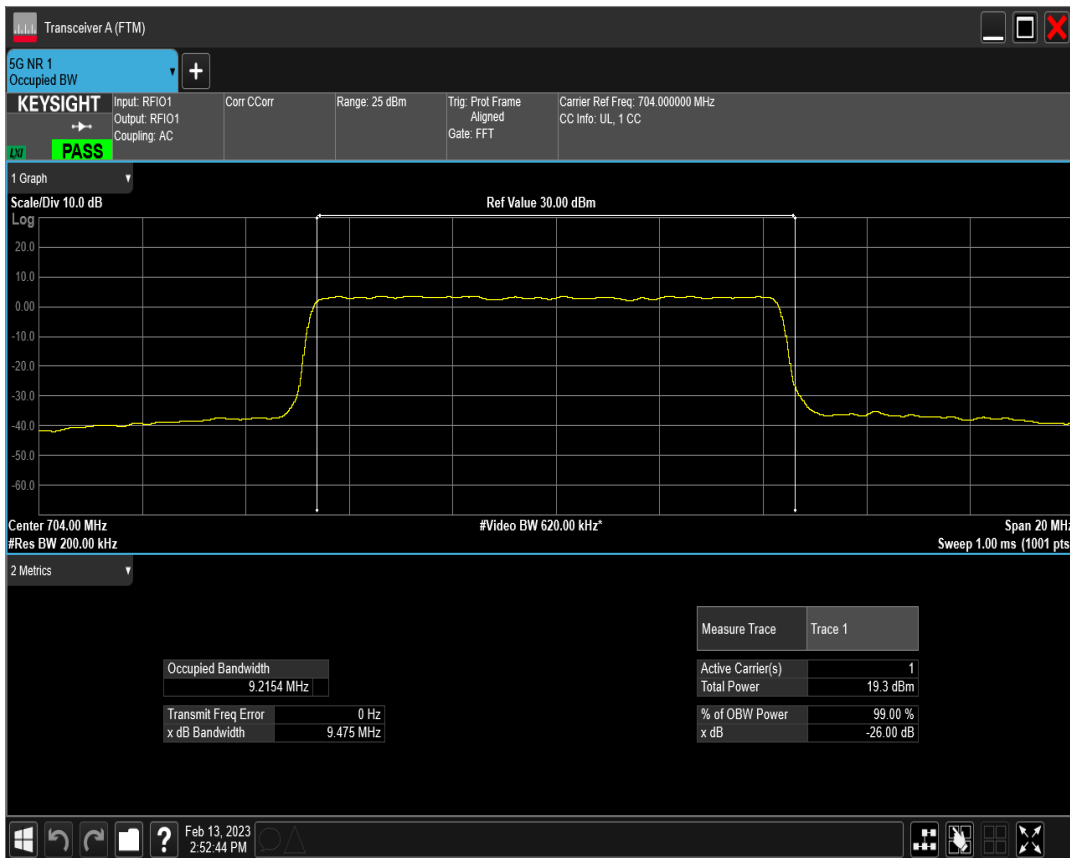 Transceiver A (FTM)
5G NR 1
Occupied BW
+
KEYSIGHT
LXI
PASS
Input: RFIO1
Output: RFIO1
Coupling: AC
Corr CCorr
Range: 25 dBm
Trig: Prot Frame
Aligned
Gate: FFT
Carrier Ref Freq: 704.000000 MHz
CC Info: UL, 1 CC
1 Graph
Scale/Div 10.0 dB
Ref Value 30.00 dBm
Log
20.0
10.0
0.00
-10.0
-20.0
-30.0
-40.0
-50.0
-60.0
Center 704.00 MHz
#Video BW 620.00 kHz*
Span 20 MHz
#Res BW 200.00 kHz
Sweep 1.00 ms (1001 pts
2 Metrics
Measure Trace Trace 1
Occupied Bandwidth
9.2154 MHz
Active Carrier(s) 1
Total Power 19.3 dBm
Transmit Freq Error 0 Hz
x dB Bandwidth 9.475 MHz
% of OBW Power 99.00 %
x dB -26.00 dB
?
Feb 13, 2023
2:52:44 PM